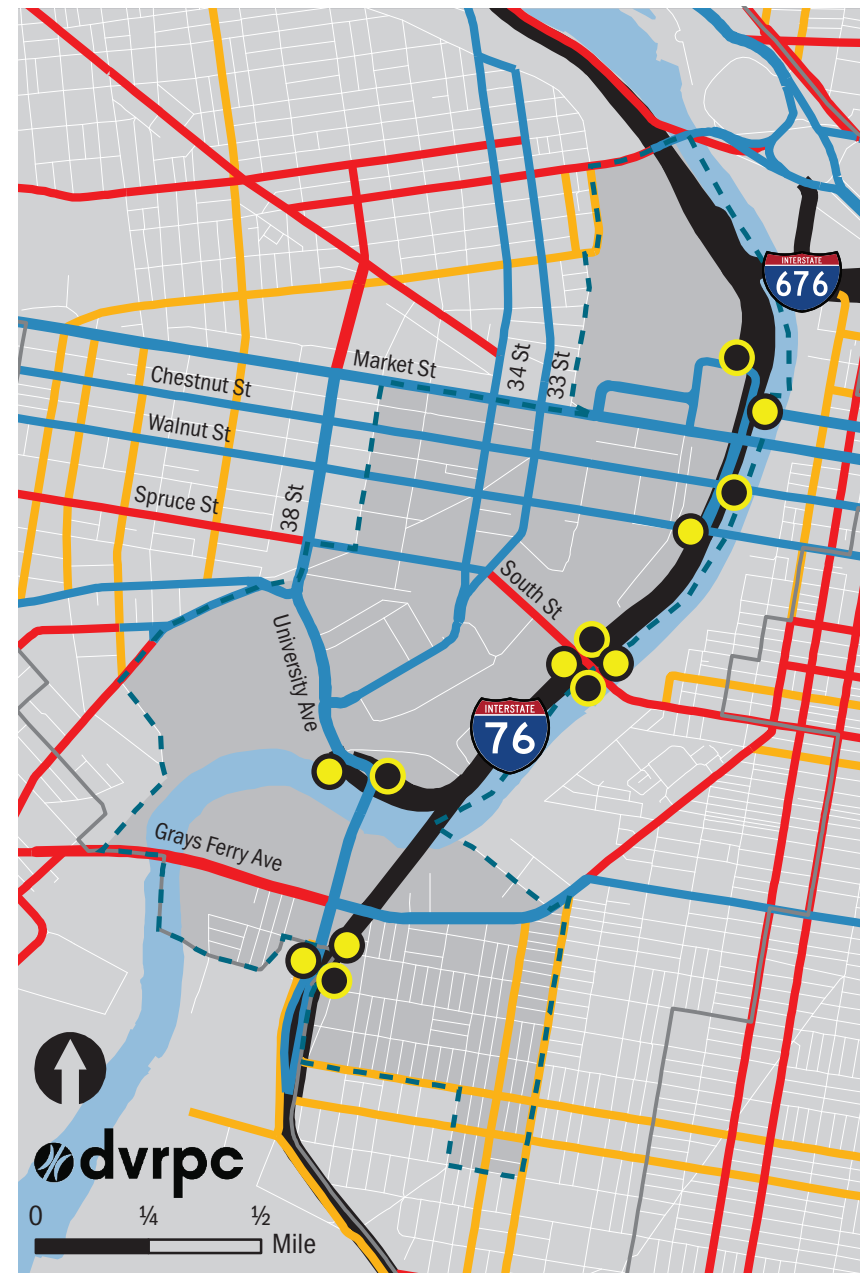 INTERSTATE
676
Market St
34 St
33 St
Chestnut St
Walnut St
Spruce St
38 St
South St
University Ave
INTERSTATE
76
Grays Ferry Ave
dvrpc
0 ¼ ½
Mile